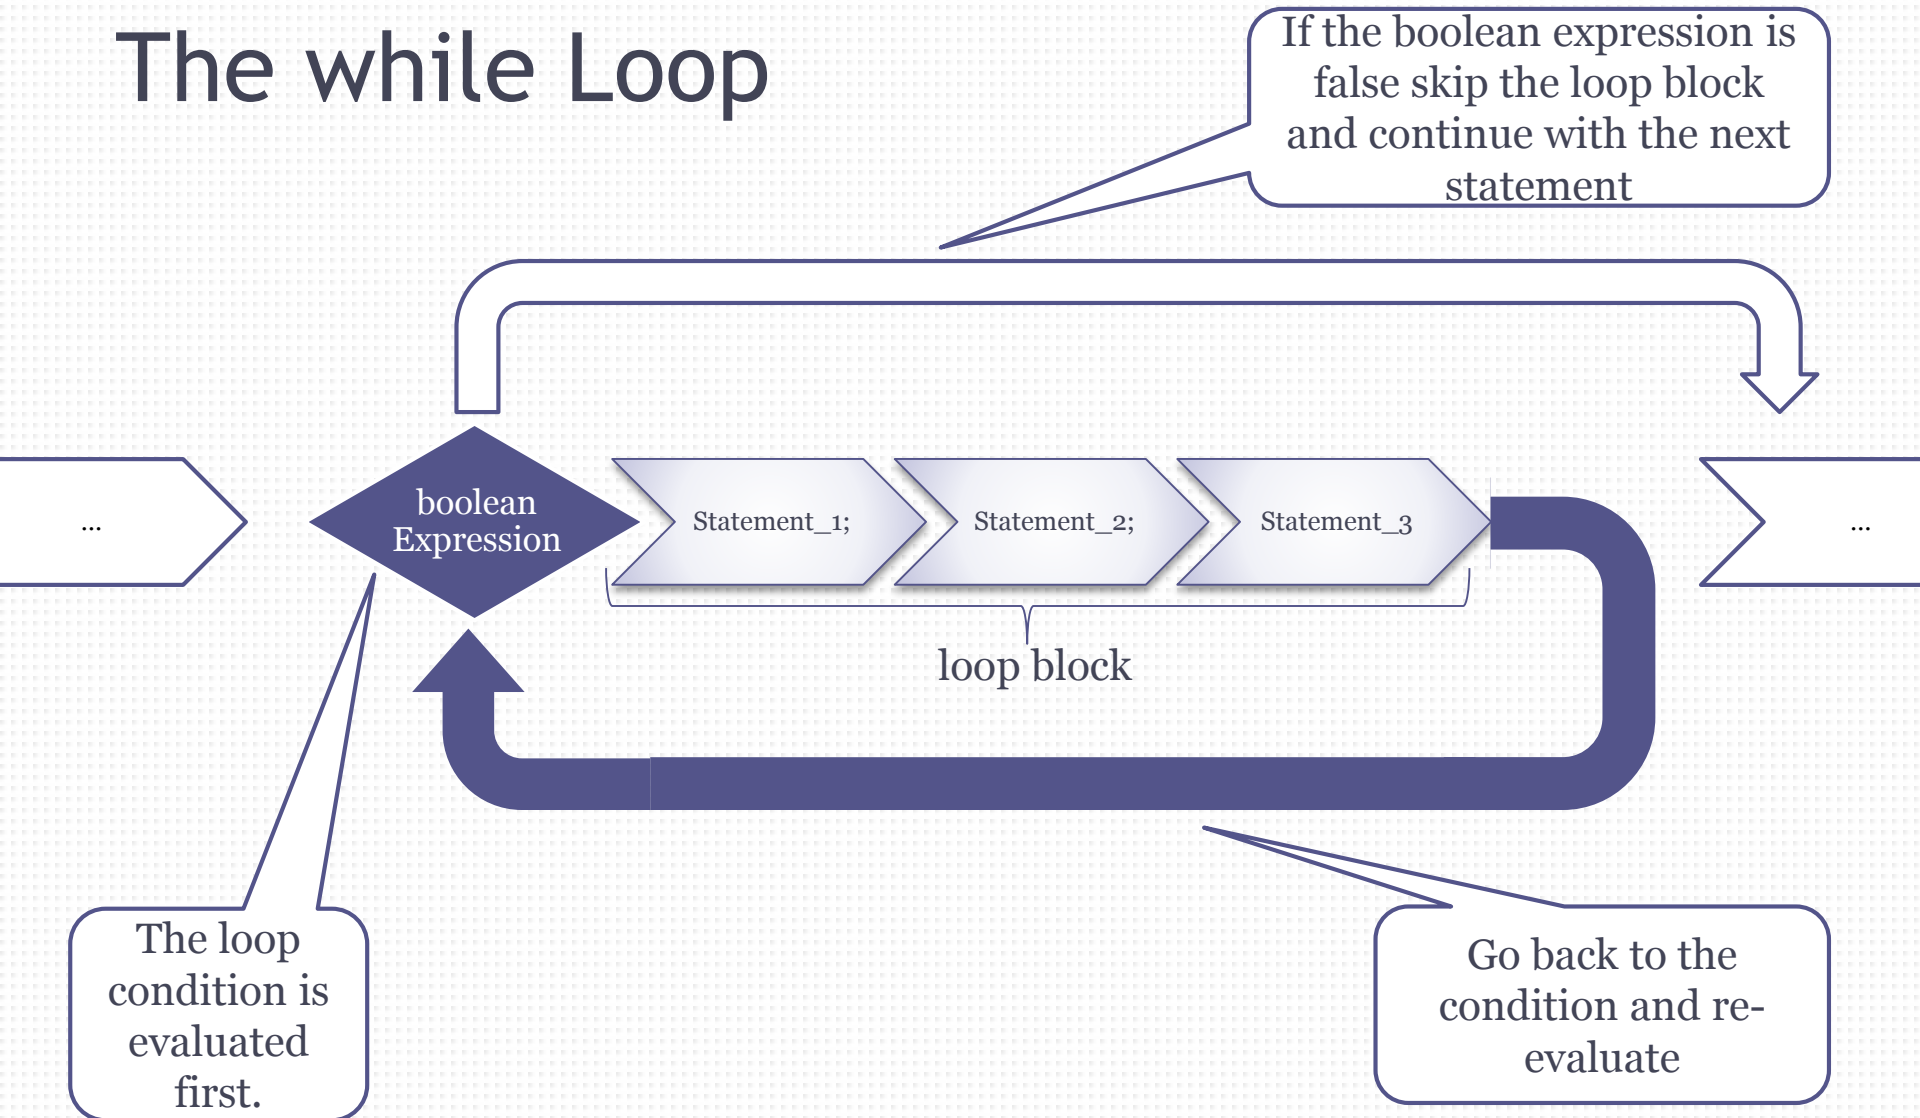 The while Loop
If the boolean expression is
false skip the loop block
and continue with the next
statement
...
boolean
Expression
Statement_1;
Statement_2;
Statement_3
...
loop block
The loop
condition is
evaluated
first.
Go back to the
condition and re-
evaluate